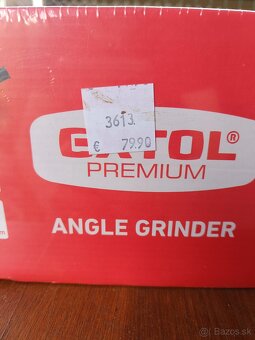 3613
€ 79.90
EXTOL®
PREMIUM
ANGLE GRINDER
© Bazos.sk